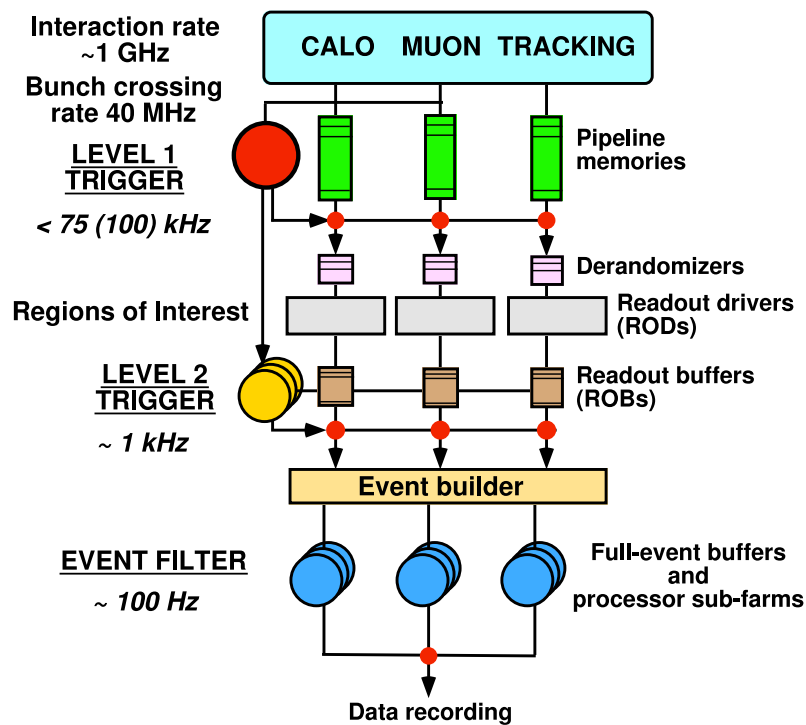 Interaction rate
~1 GHz
CALO MUON TRACKING
Bunch crossing
rate 40 MHz
Pipeline
memories
LEVEL 1
TRIGGER
< 75 (100) kHz
Derandomizers
Regions of Interest
Readout drivers
(RODs)
LEVEL 2
TRIGGER
Readout buffers
(ROBs)
~ 1 kHz
Event builder
EVENT FILTER
~ 100 Hz
Full-event buffers
and
processor sub-farms
Data recording